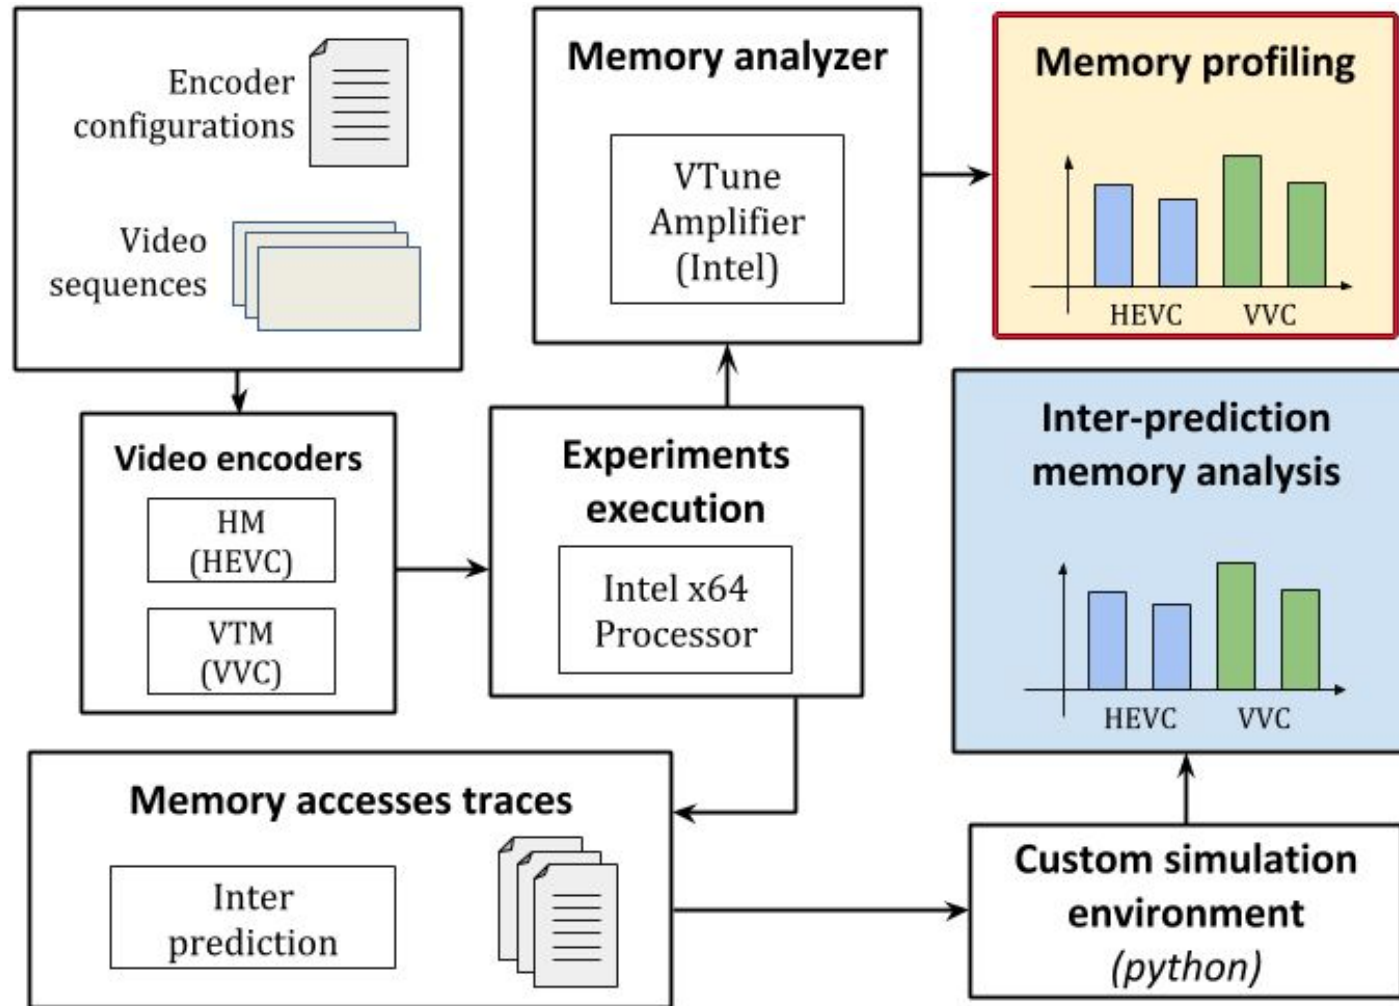 Encoder
configurations
Video
sequences
Memory analyzer
VTune
Amplifier
(Intel)
Memory profiling
HEVC VVC
Video encoders
HM
(HEVC)
VTM
(VVC)
Experiments
execution
Intel x64
Processor
Inter-prediction
memory analysis
HEVC VVC
Memory accesses traces
Inter
prediction
Custom simulation
environment
(python)